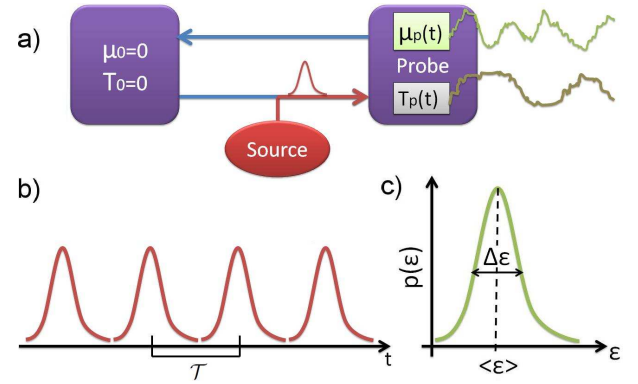 a)
μ₀=0
T₀=0
μₚ(t)
Probe
Tₚ(t)
Source
b)
t
𝒯
c)
p(ε)
Δε
<ε>
ε